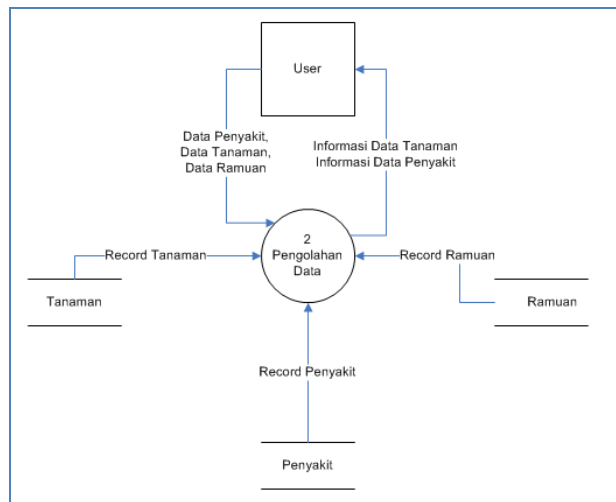 User
Data Penyakit,
Data Tanaman,
Data Ramuan
Informasi Data Tanaman
Informasi Data Penyakit
2
Pengolahan
Data
Record Tanaman
Record Ramuan
Tanaman
Ramuan
Record Penyakit
Penyakit